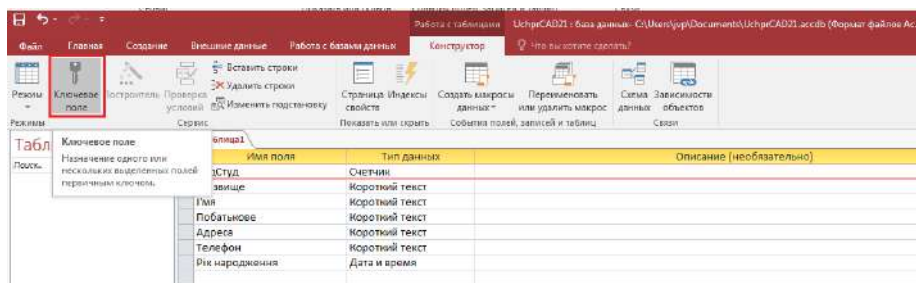 Работа с таблицами
UchprCAD21 : база данных- C:\Users\jvp\Documents\UchprCAD21.accdb (Формат файлов Ac
Файл
Главная
Создание
Внешние данные
Работа с базами данных
Конструктор
Что вы хотите сделать?
Режим
Ключевое поле
Построитель
Проверка условий
Вставить строки
Удалить строки
Изменить подстановку
Страница свойств
Индексы
Создать макросы данных
Переименовать или удалить макрос
Схема данных
Зависимости объектов
Режимы
Сервис
Показать или скрыть
События полей, записей и таблиц
Связи
Табл
Поиск..
Ключевое поле
Назначение одного или
нескольких выделенных полей
первичным ключом.
блица1
Имя поля
Тип данных
Описание (необязательно)
Счетчик
звище
Короткий текст
І'мя
Короткий текст
Побатькове
Короткий текст
Адреса
Короткий текст
Телефон
Короткий текст
Рік народження
Дата и время